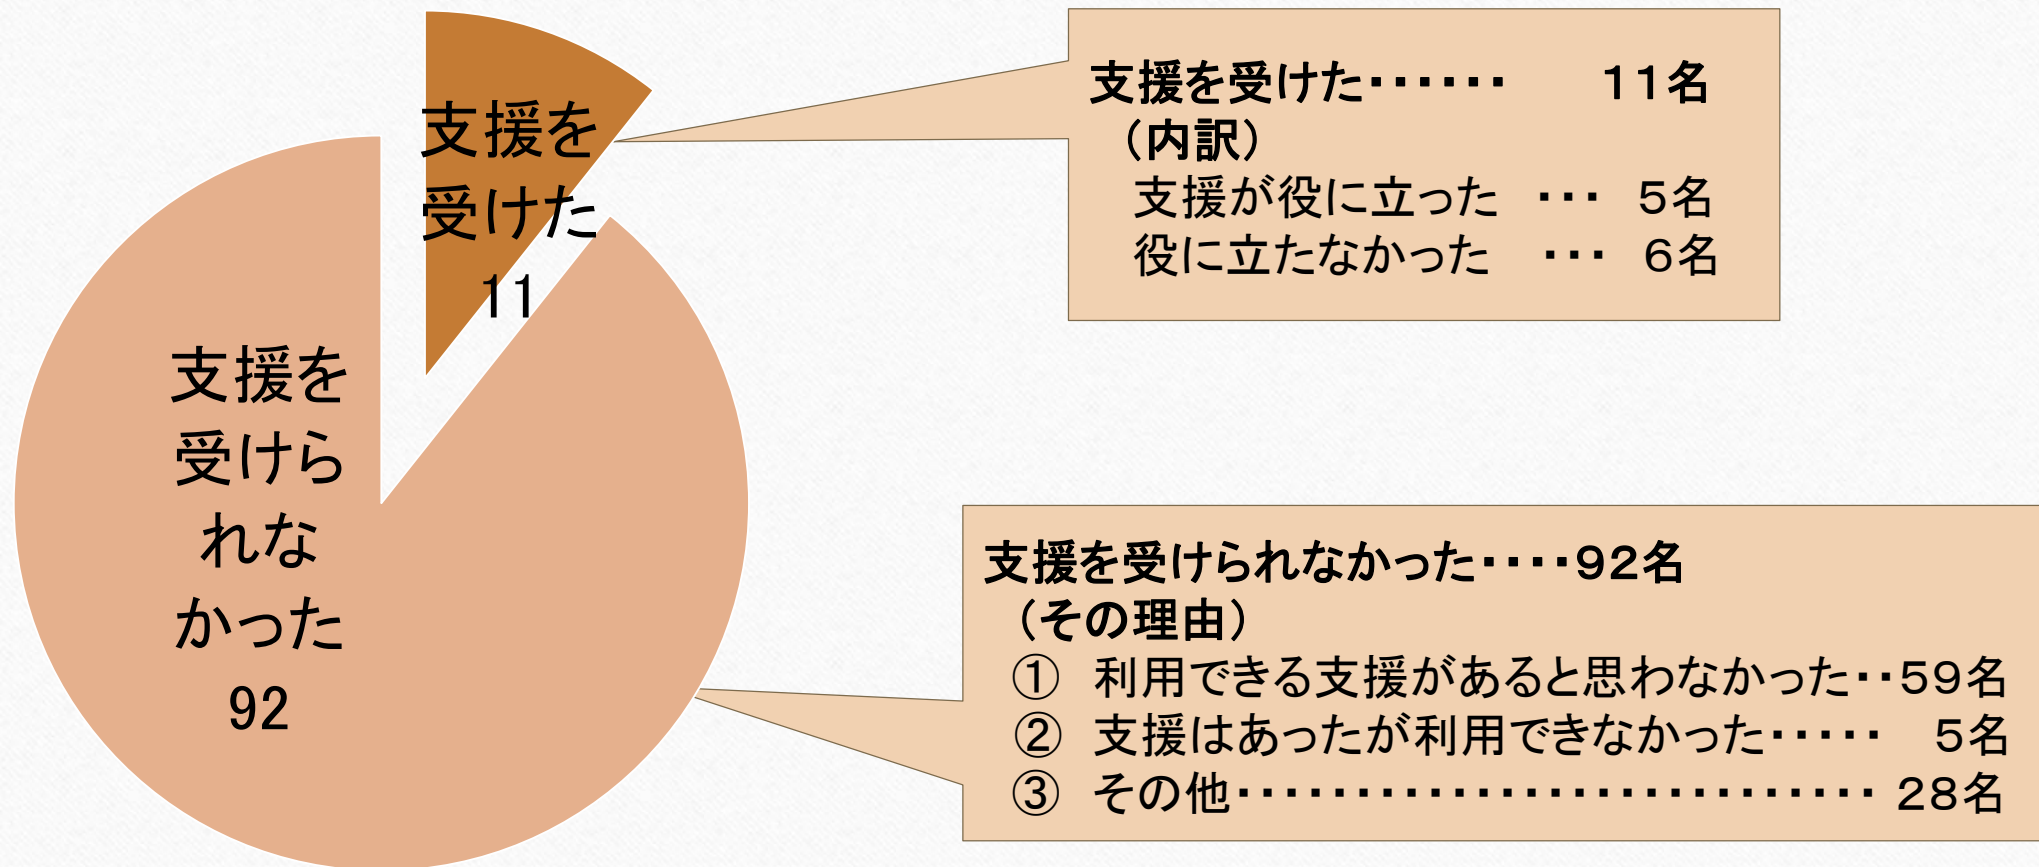 支援を
受けた
11
支援を
受けら
れな
かった
92
支援を受けた・・・・・・　　11名
（内訳）
支援が役に立った　・・・　5名
役に立たなかった　・・・　6名
支援を受けられなかった・・・・92名
（その理由）
①　利用できる支援があると思わなかった・・59名
②　支援はあったが利用できなかった・・・・・　5名
③　その他・・・・・・・・・・・・・・・・・・・・・・・・・・・ 28名